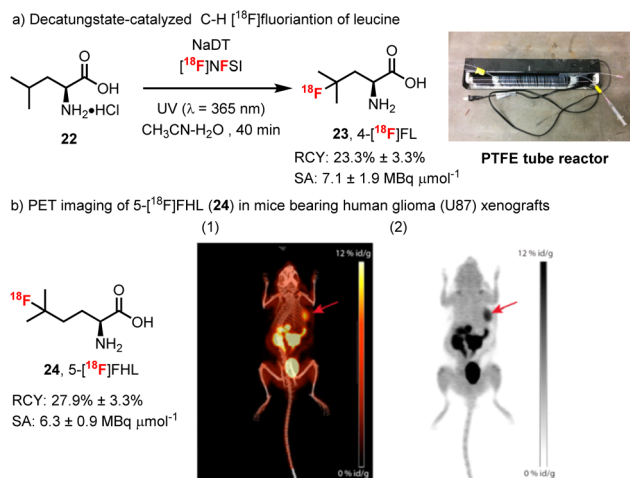 a) Decatungstate-catalyzed C-H [18F]fluoriantion of leucine
NaDT
[18F]NFSI
UV (λ = 365 nm)
CH3CN-H2O , 40 min
O
OH
NH2•HCl
22
18F
O
OH
NH2
23, 4-[18F]FL
RCY: 23.3% ± 3.3%
SA: 7.1 ± 1.9 MBq μmol-1
PTFE tube reactor
b) PET imaging of 5-[18F]FHL (24) in mice bearing human glioma (U87) xenografts
(1)
(2)
18F
O
OH
NH2
24, 5-[18F]FHL
RCY: 27.9% ± 3.3%
SA: 6.3 ± 0.9 MBq μmol-1
12 % id/g
0 % id/g
12 % id/g
0 % id/g